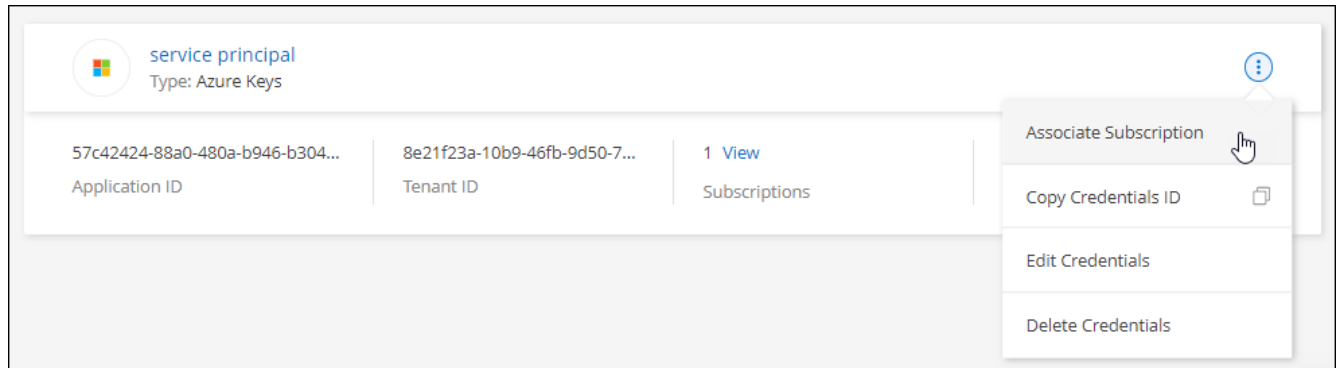 service principal
Type: Azure Keys
57c42424-88a0-480a-b946-b304...
Application ID
8e21f23a-10b9-46fb-9d50-7...
Tenant ID
1 View
Subscriptions
Associate Subscription
Copy Credentials ID
Edit Credentials
Delete Credentials